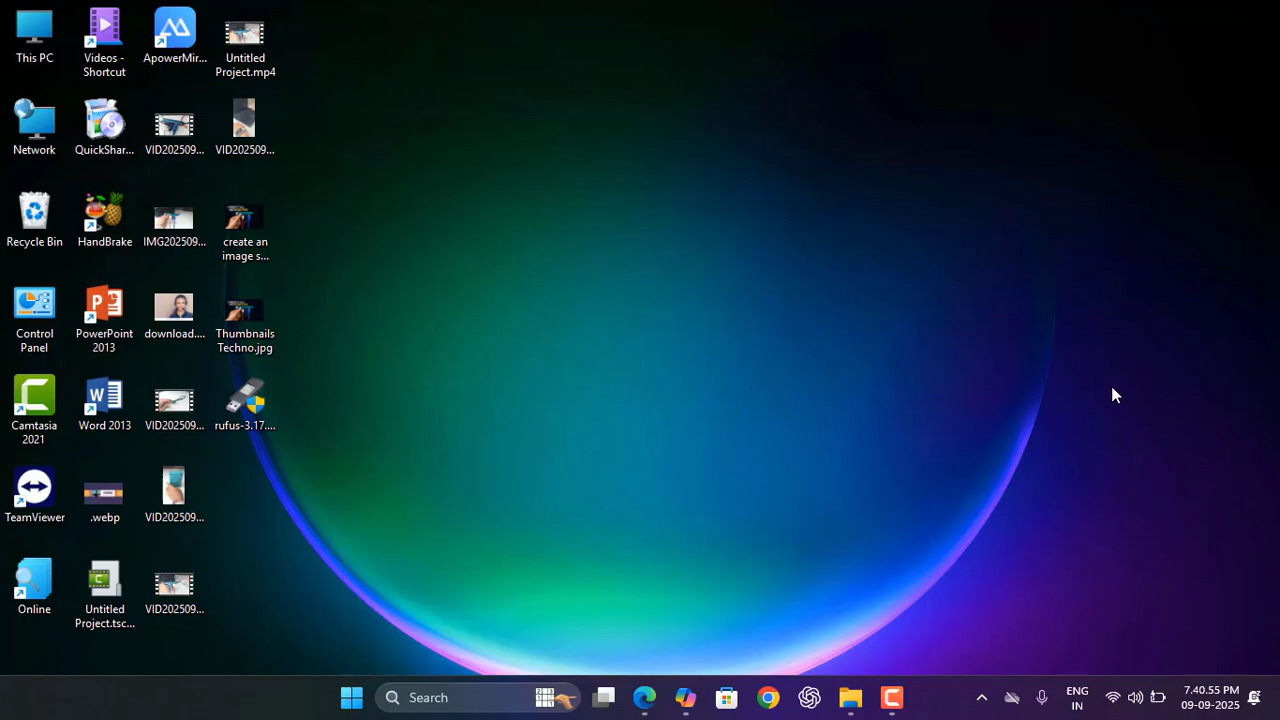 This PC
Videos -
Shortcut
ApowerMir...
Untitled
Project.mp4
Network
QuickShar...
VID202509...
VID202509...
Recycle Bin
HandBrake
IMG202509...
create an
image s...
Control
Panel
PowerPoint
2013
download....
Thumbnails
Techno.jpg
Camtasia
2021
Word 2013
VID202509...
rufus-3.17....
TeamViewer
.webp
VID202509...
Online
Untitled
Project.tsc...
VID202509...
Search
ENG
IN
7.40.55 PM
09-09-2025